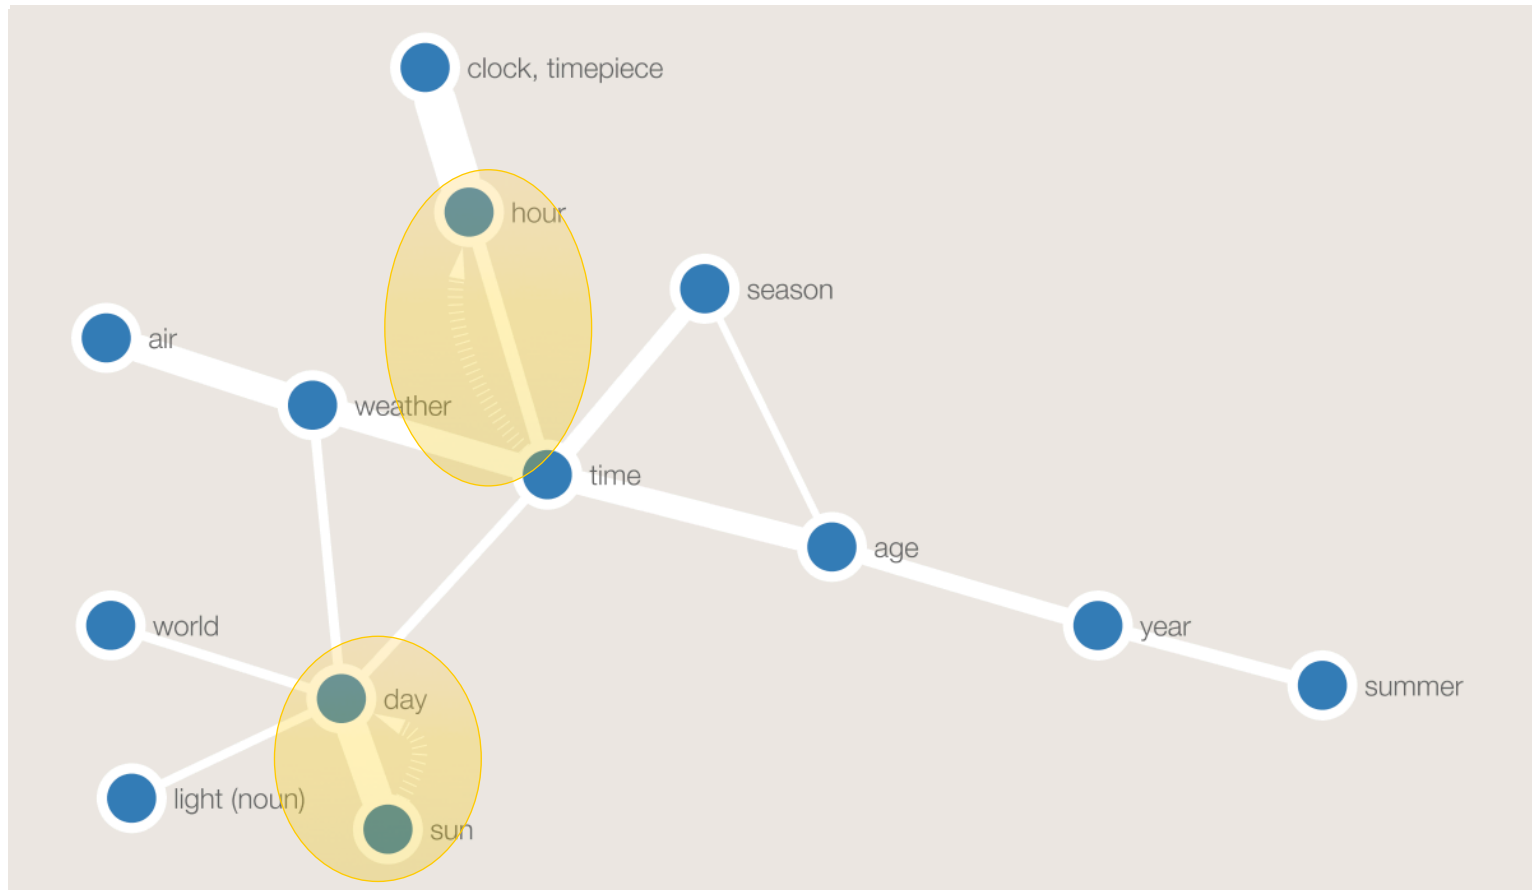 clock, timepiece
hour
season
air
weather
time
age
world
year
summer
day
light (noun)
sun